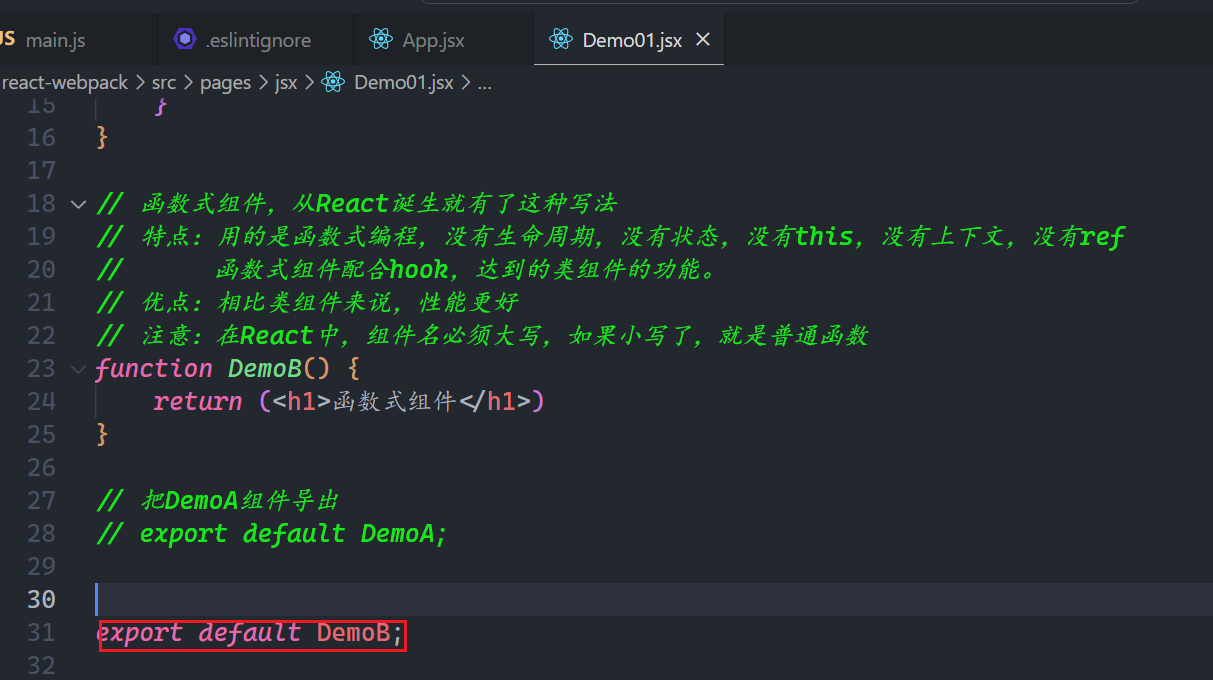 JS main.js .eslintignore App.jsx Demo01.jsx
react-webpack > src > pages > jsx > Demo01.jsx > ...
15 }
16 }
17
18 // 函数式组件，从React诞生就有了这种写法
19 // 特点：用的是函数式编程，没有生命周期，没有状态，没有this，没有上下文，没有ref
20 // 函数式组件配合hook，达到的类组件的功能。
21 // 优点：相比类组件来说，性能更好
22 // 注意：在React中，组件名必须大写，如果小写了，就是普通函数
23 function DemoB() {
24 return (<h1>函数式组件</h1>)
25 }
26
27 // 把DemoA组件导出
28 // export default DemoA;
29
30
31 export default DemoB;
32